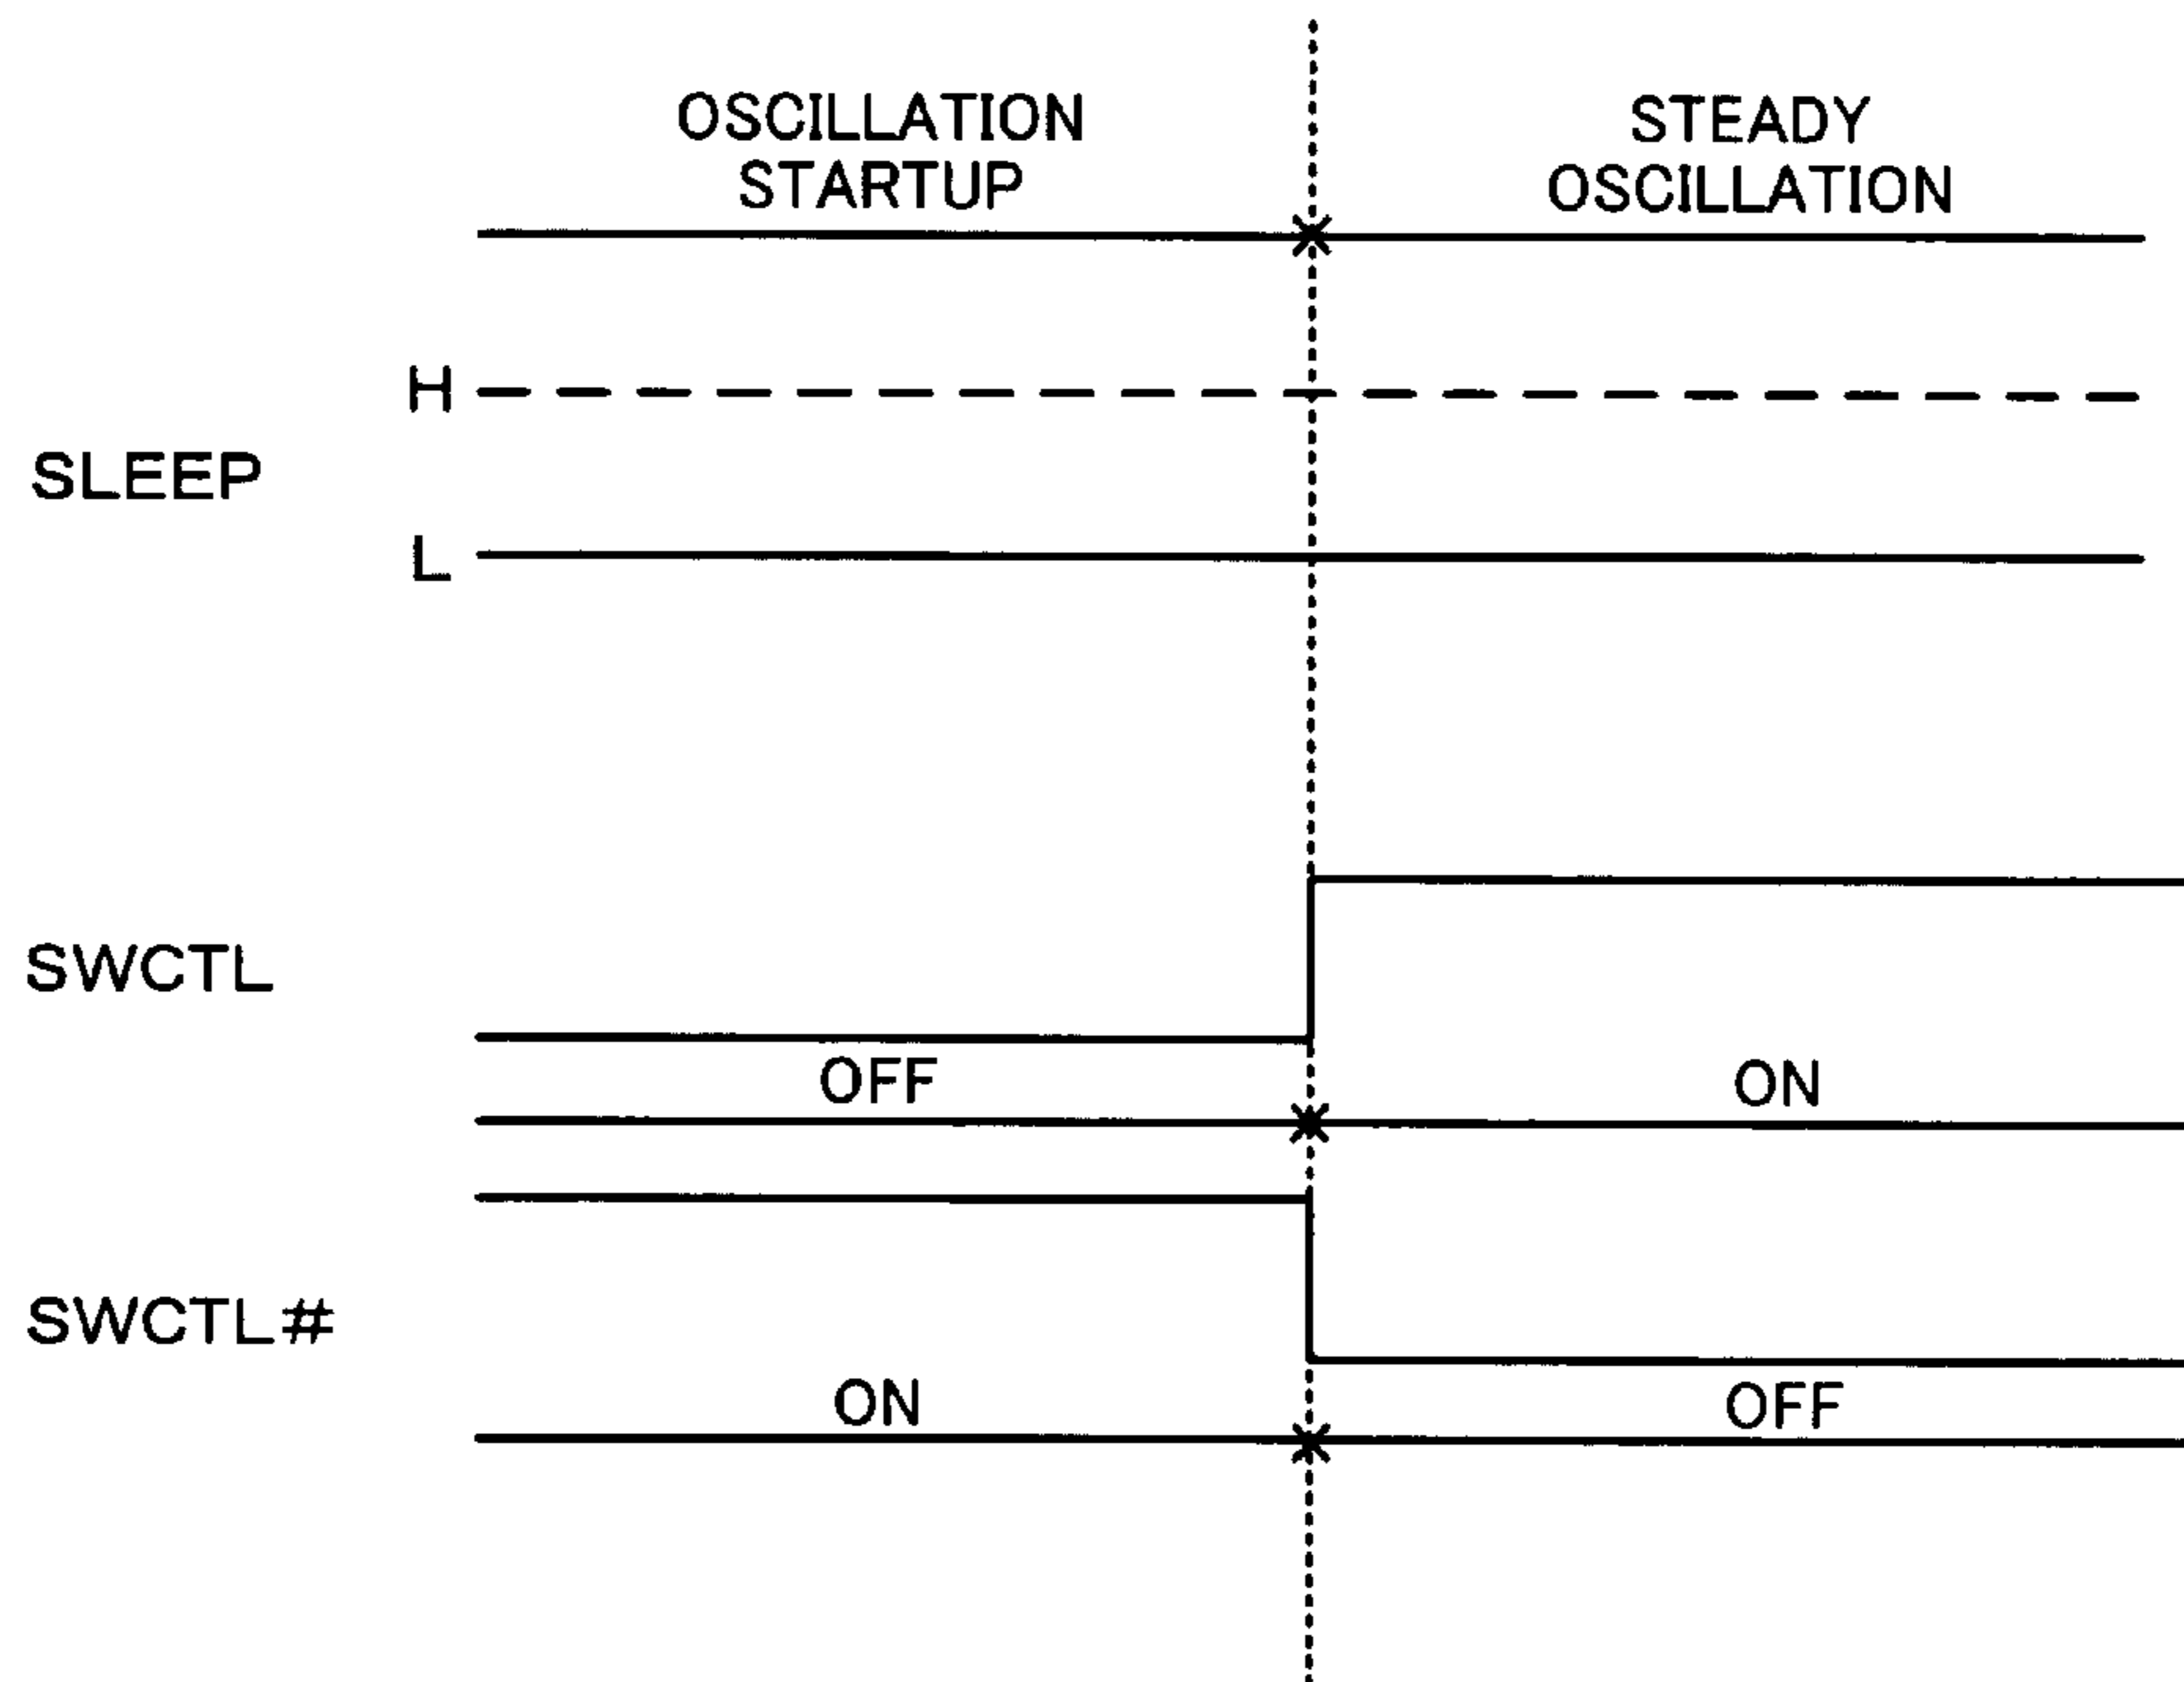 OSCILLATION
STARTUP
STEADY
OSCILLATION
H
SLEEP
L
SWCTL
OFF
ON
SWCTL#
ON
OFF